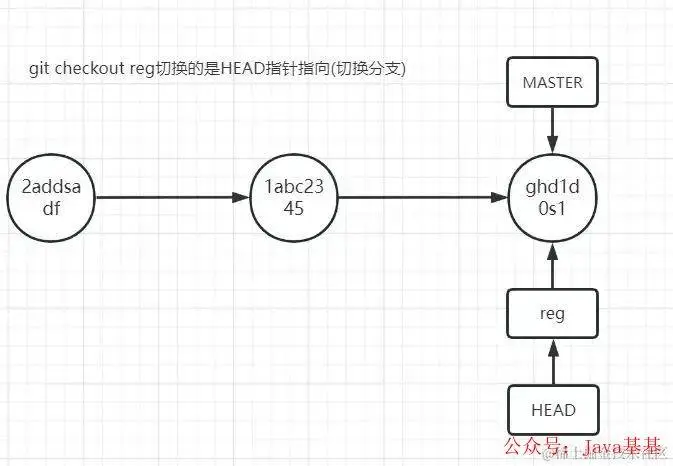 git checkout reg切换的是HEAD指针指向(切换分支)
MASTER
2addsa
df
1abc23
45
ghd1d
0s1
reg
HEAD
公众号：Java基基